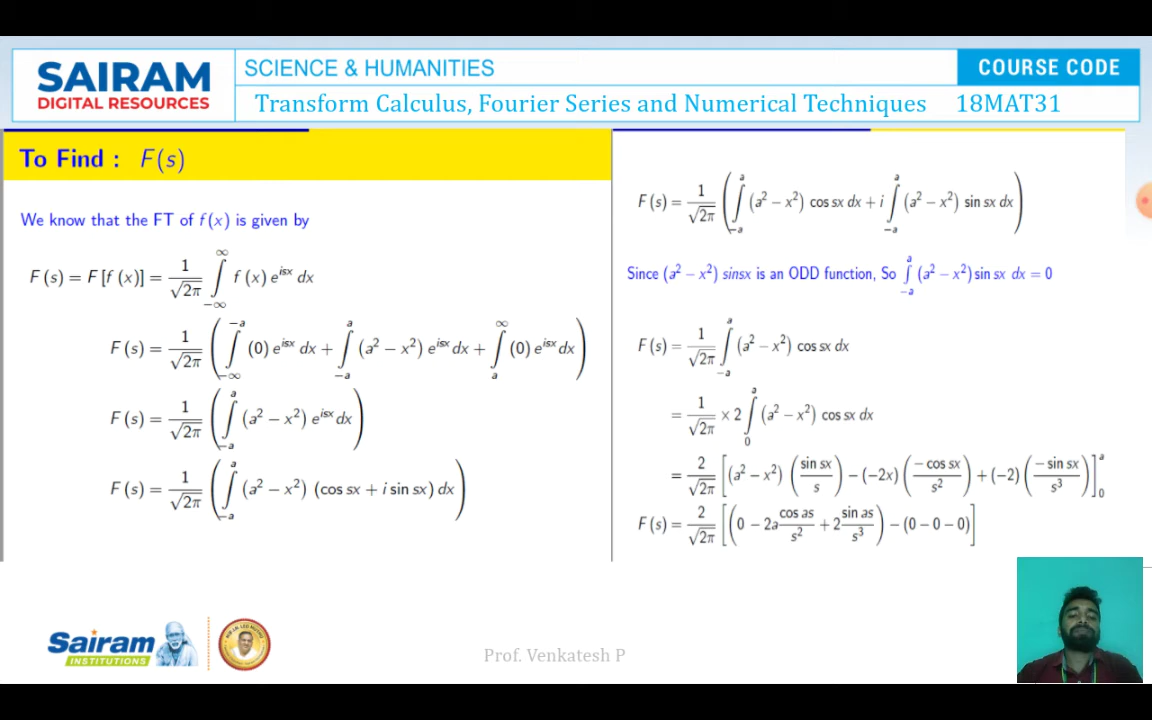 SAIRAM
DIGITAL RESOURCES
SCIENCE & HUMANITIES
COURSE CODE
Transform Calculus, Fourier Series and Numerical Techniques 18MAT31
To Find : F(s)
We know that the FT of f(x) is given by
F(s) = F[f(x)] = 1/√2π ∫_{-∞}^{∞} f(x) e^{isx} dx
F(s) = 1/√2π ( ∫_{-∞}^{-a} (0) e^{isx} dx + ∫_{-a}^{a} (a² − x²) e^{isx} dx + ∫_{a}^{∞} (0) e^{isx} dx )
F(s) = 1/√2π ( ∫_{-a}^{a} (a² − x²) e^{isx} dx )
F(s) = 1/√2π ( ∫_{-a}^{a} (a² − x²) (cos sx + i sin sx) dx )
F(s) = 1/√2π ( ∫_{-a}^{a} (a² − x²) cos sx dx + i ∫_{-a}^{a} (a² − x²) sin sx dx )
Since (a² − x²) sinsx is an ODD function, So ∫_{-a}^{a} (a² − x²) sin sx dx = 0
F(s) = 1/√2π ∫_{-a}^{a} (a² − x²) cos sx dx
= 1/√2π × 2 ∫_{0}^{a} (a² − x²) cos sx dx
= 2/√2π [ (a² − x²) (sin sx / s) − (−2x) (−cos sx / s²) + (−2) (−sin sx / s³) ]_{0}^{a}
F(s) = 2/√2π [ (0 − 2a cos as / s² + 2 sin as / s³) − (0 − 0 − 0) ]
Sairam
INSTITUTIONS
Prof. Venkatesh P